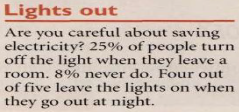 Lights out
Are you careful about saving
electricity? 25% of people turn
off the light when they leave a
room. 8% never do. Four out
of five leave the lights on when
they go out at night.